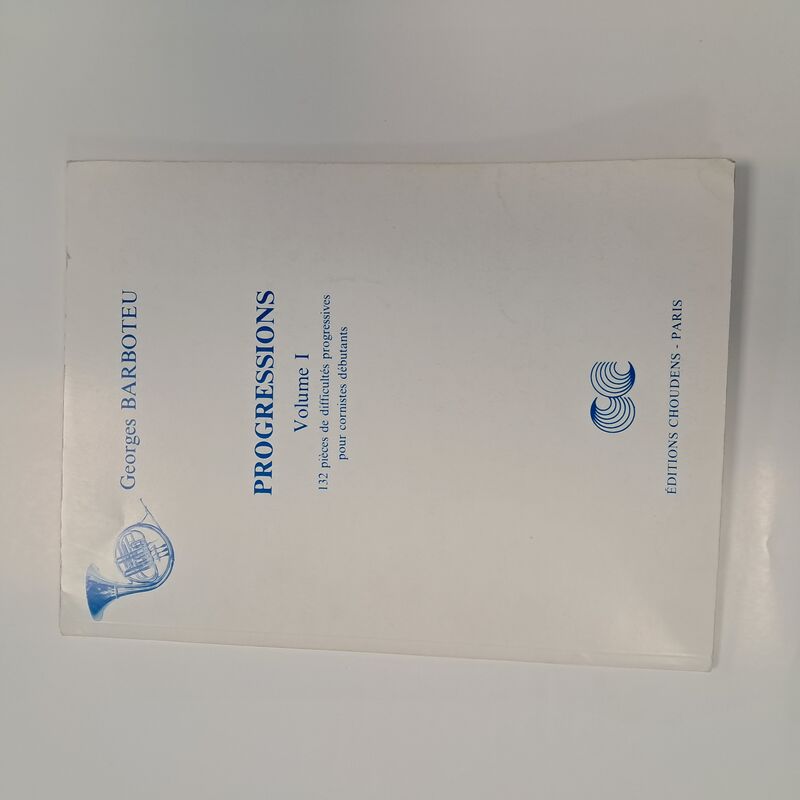 Georges BARBOTEU
PROGRESSIONS
Volume I
132 pièces de difficultés progressives
pour cornistes débutants
ÉDITIONS CHOUDENS - PARIS